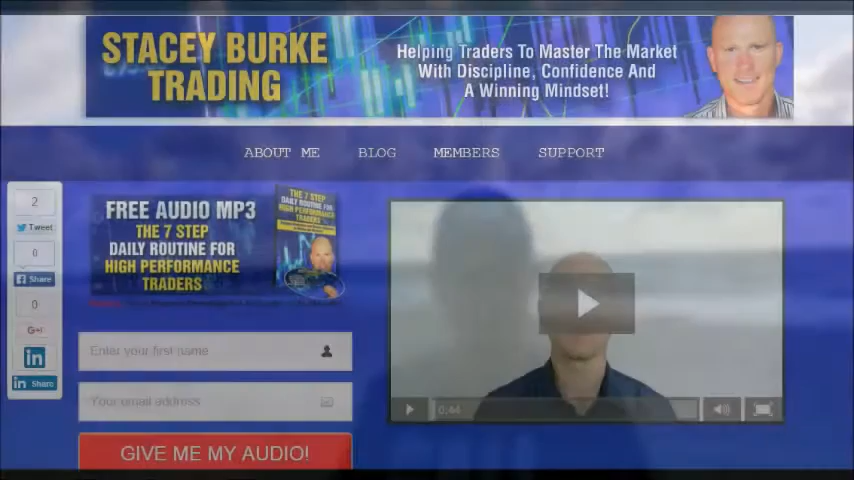 STACEY BURKE
TRADING
Helping Traders To Master The Market
With Discipline, Confidence And
A Winning Mindset!
ABOUT ME BLOG MEMBERS SUPPORT
2
Tweet
0
Share
0
G+1
in
in Share
FREE AUDIO MP3
THE 7 STEP
DAILY ROUTINE FOR
HIGH PERFORMANCE
TRADERS
THE 7 STEP
DAILY ROUTINE FOR
HIGH PERFORMANCE
TRADERS
Enter your first name
Your email address
GIVE ME MY AUDIO!
0:44